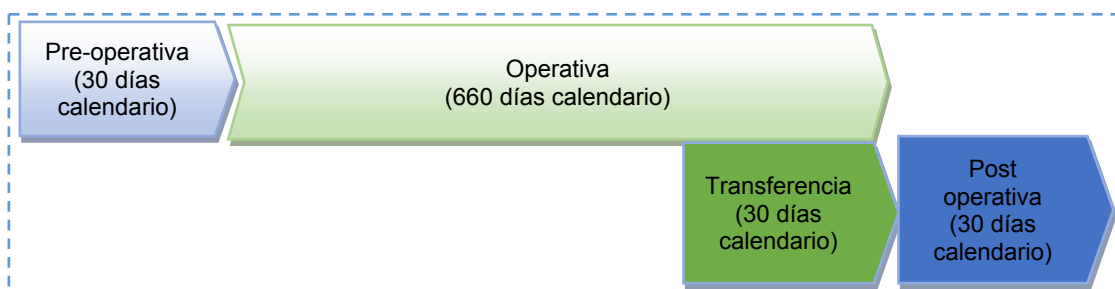 Pre-operativa
(30 días
calendario)
Operativa
(660 días calendario)
Transferencia
(30 días
calendario)
Post
operativa
(30 días
calendario)